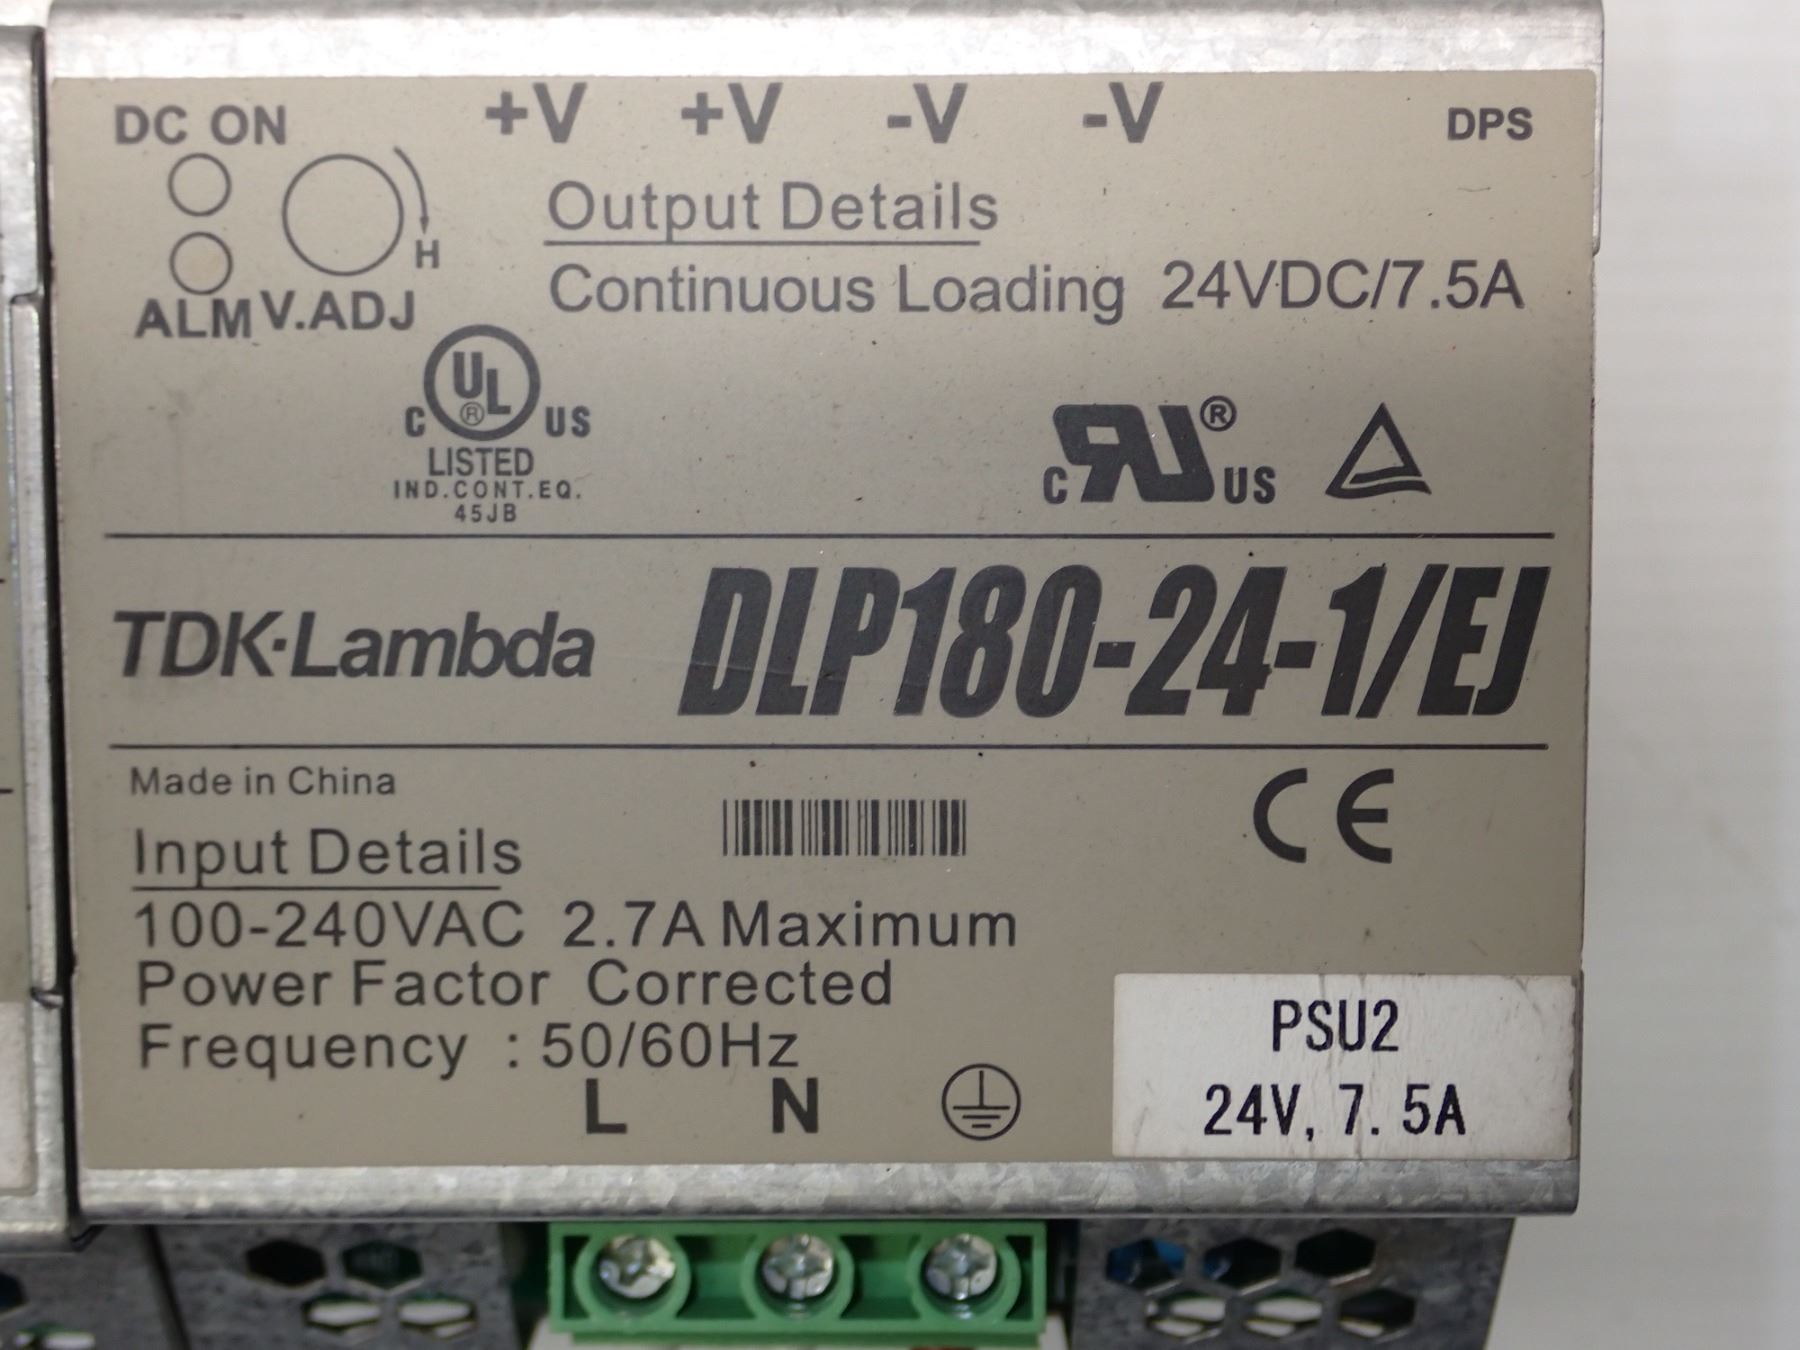 DC ON +V +V -V -V DPS
H
ALM V.ADJ
Output Details
Continuous Loading 24VDC/7.5A
C UL ® US
LISTED
IND.CONT.EQ.
45JB
C RU ® US
TDK·Lambda DLP180-24-1/EJ
Made in China
CE
Input Details
100-240VAC 2.7A Maximum
Power Factor Corrected
Frequency : 50/60Hz
L N
PSU2
24V, 7.5A